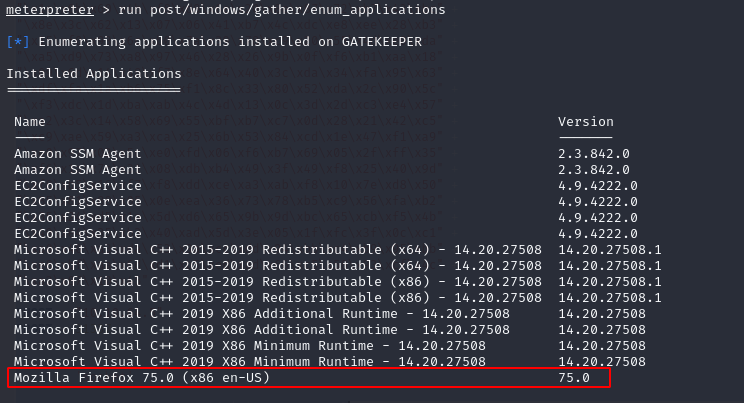 meterpreter > run post/windows/gather/enum_applications
[*] Enumerating applications installed on GATEKEEPER
Installed Applications
======================
Name Version
---- -------
Amazon SSM Agent 2.3.842.0
Amazon SSM Agent 2.3.842.0
EC2ConfigService 4.9.4222.0
EC2ConfigService 4.9.4222.0
EC2ConfigService 4.9.4222.0
EC2ConfigService 4.9.4222.0
Microsoft Visual C++ 2015-2019 Redistributable (x64) - 14.20.27508 14.20.27508.1
Microsoft Visual C++ 2015-2019 Redistributable (x64) - 14.20.27508 14.20.27508.1
Microsoft Visual C++ 2015-2019 Redistributable (x86) - 14.20.27508 14.20.27508.1
Microsoft Visual C++ 2015-2019 Redistributable (x86) - 14.20.27508 14.20.27508.1
Microsoft Visual C++ 2019 X86 Additional Runtime - 14.20.27508 14.20.27508
Microsoft Visual C++ 2019 X86 Additional Runtime - 14.20.27508 14.20.27508
Microsoft Visual C++ 2019 X86 Minimum Runtime - 14.20.27508 14.20.27508
Microsoft Visual C++ 2019 X86 Minimum Runtime - 14.20.27508 14.20.27508
Mozilla Firefox 75.0 (x86 en-US) 75.0